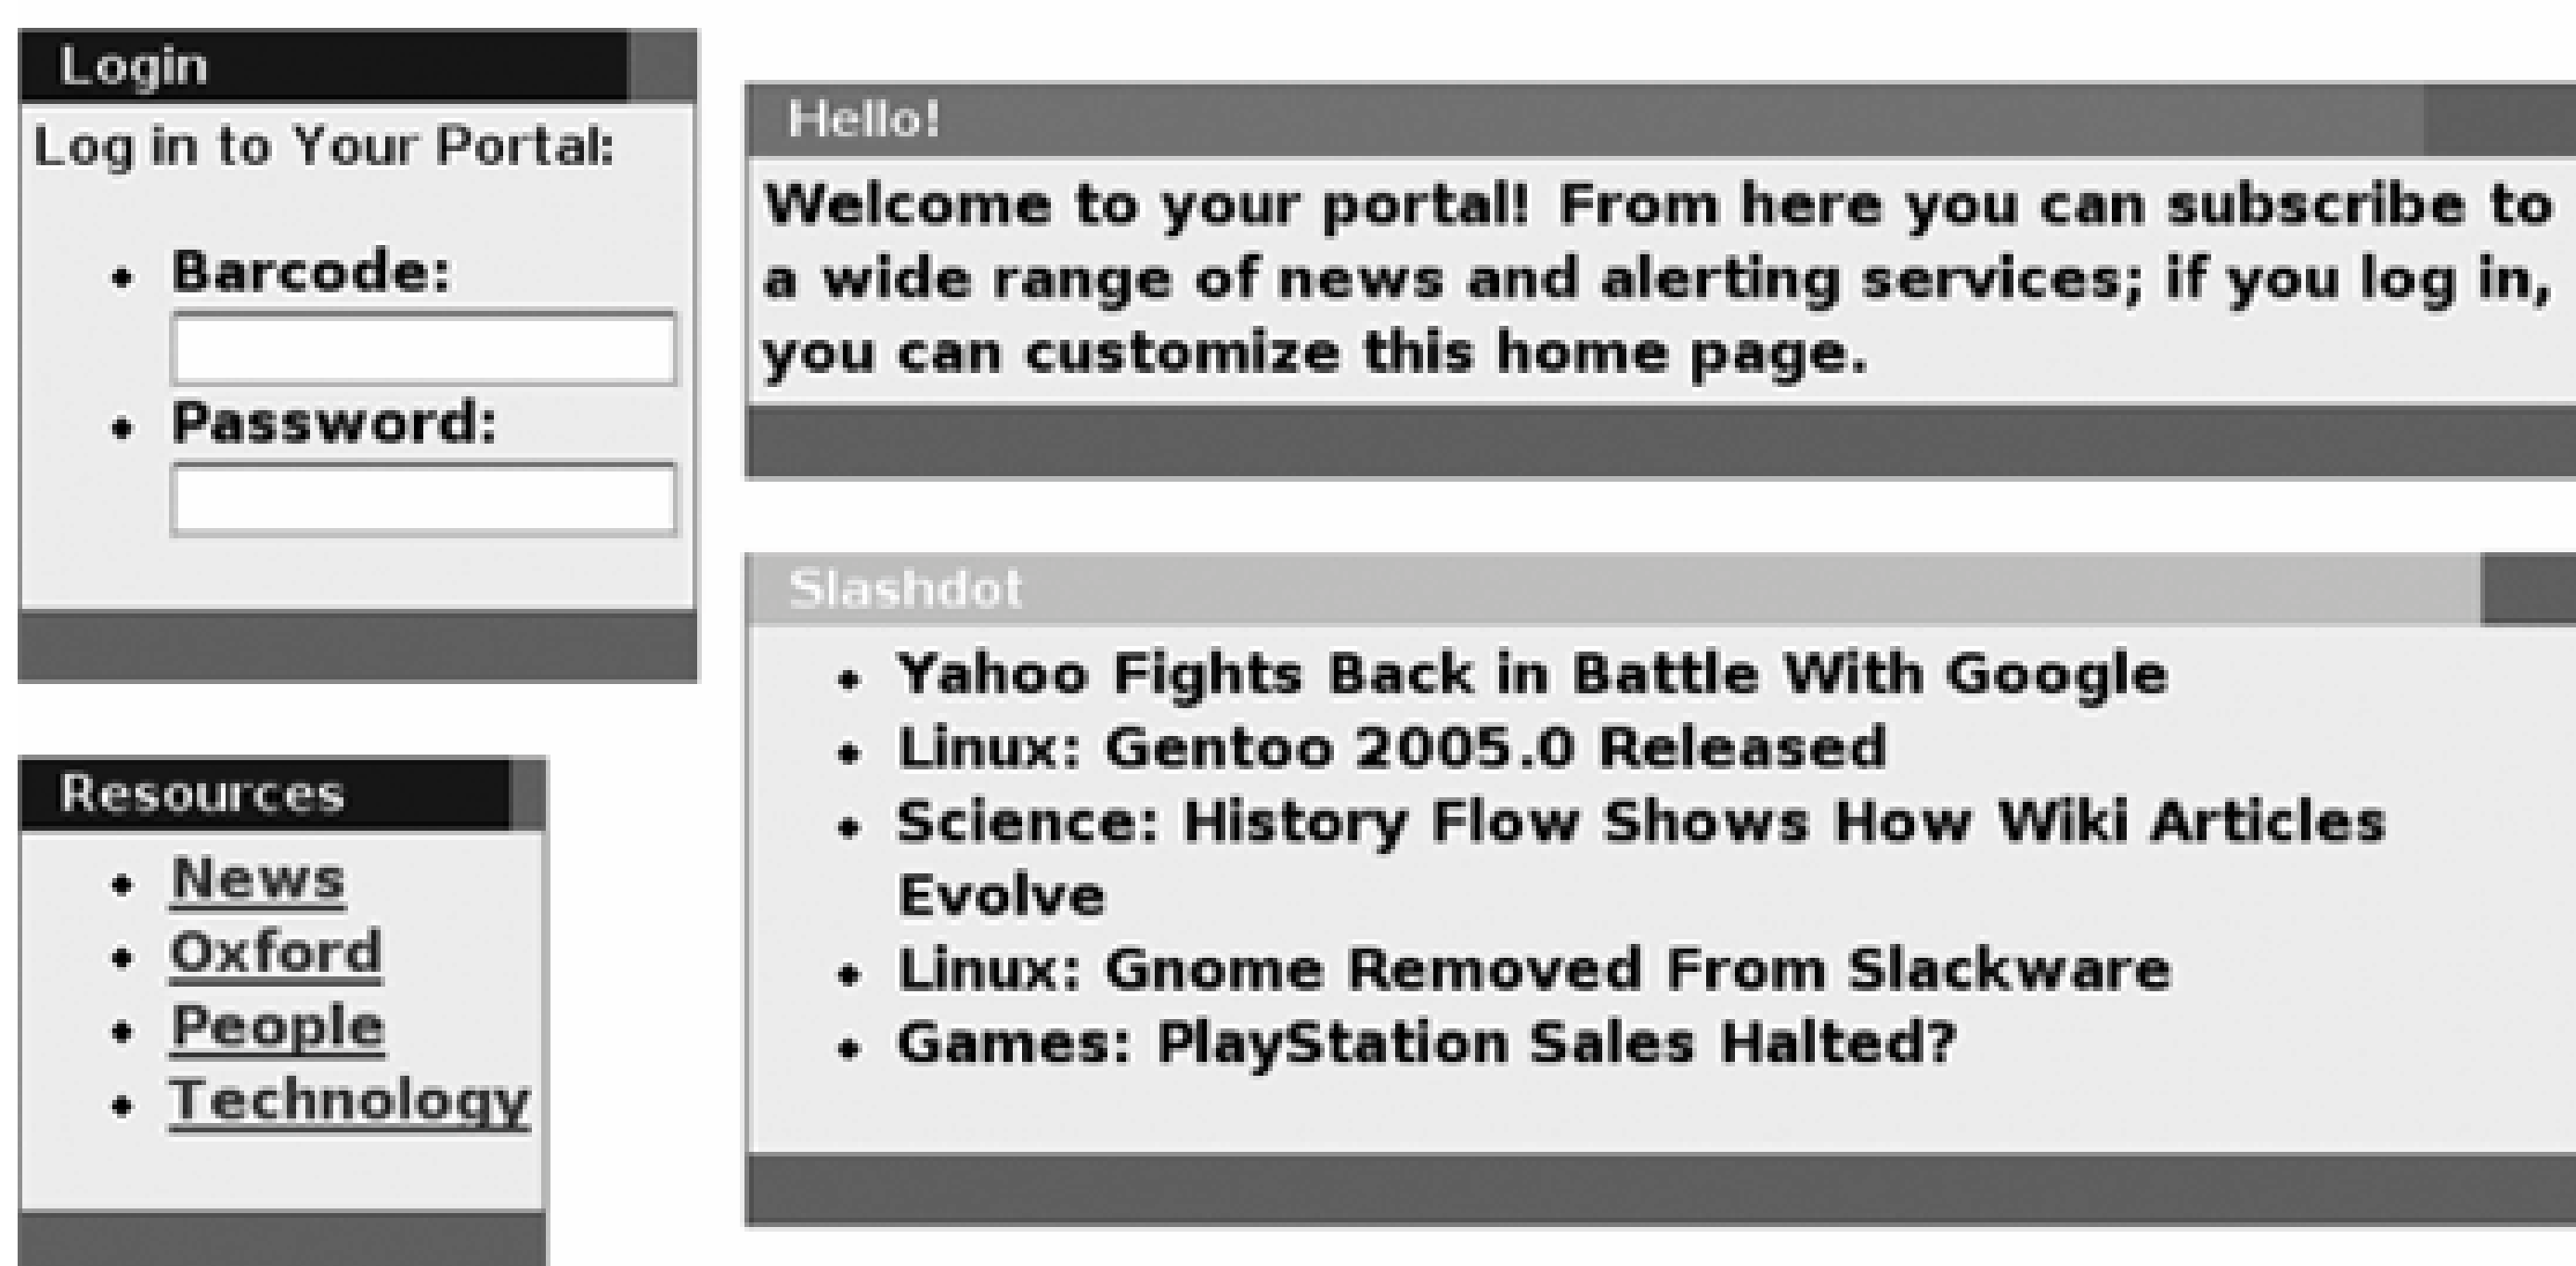 Login
Log in to Your Portal:
Barcode:
Password:
Resources
News
Oxford
People
Technology
Hello!
Welcome to your portal! From here you can subscribe to
a wide range of news and alerting services; if you log in,
you can customize this home page.
Slashdot
Yahoo Fights Back in Battle With Google
Linux: Gentoo 2005.0 Released
Science: History Flow Shows How Wiki Articles
Evolve
Linux: Gnome Removed From Slackware
Games: PlayStation Sales Halted?